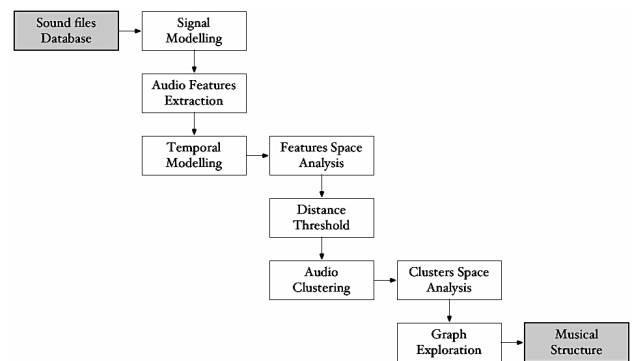 Sound files
Database
Signal
Modelling
Audio Features
Extraction
Temporal
Modelling
Features Space
Analysis
Distance
Threshold
Audio
Clustering
Clusters Space
Analysis
Graph
Exploration
Musical
Structure